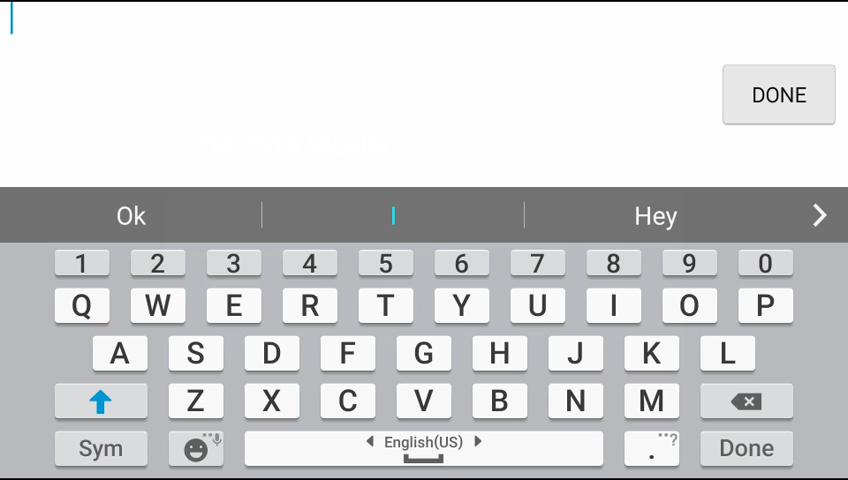 DONE
Ok I Hey
1 2 3 4 5 6 7 8 9 0
Q W E R T Y U I O P
A S D F G H J K L
Z X C V B N M
Sym English(US) . ? Done